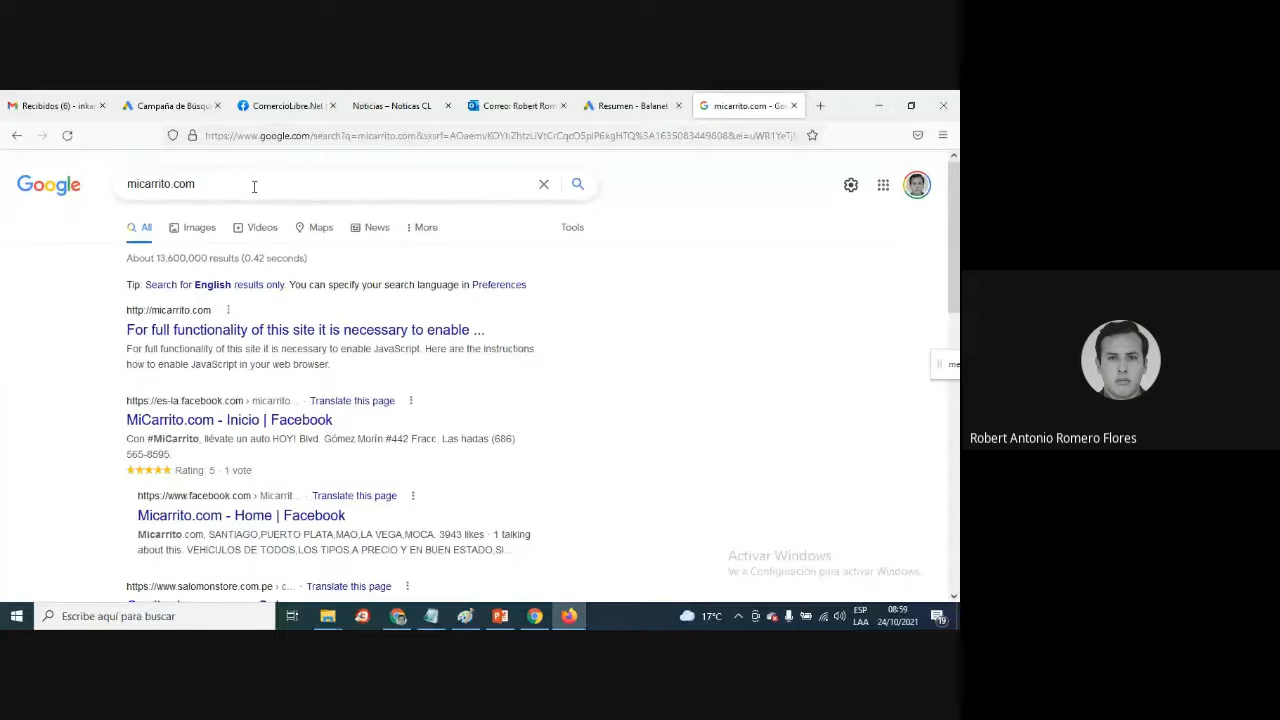 Recibidos (6) - inka
Campaña de Búsqu
ComercioLibre.Net |
Noticias – Noticas CL
Correo: Robert Rom
Resumen - Balanet
micarrito.com - Go
Google
micarrito.com
All
Images
Videos
Maps
News
More
Tools
About 13,600,000 results (0.42 seconds)
Tip: Search for English results only. You can specify your search language in Preferences
http://micarrito.com
For full functionality of this site it is necessary to enable ...
For full functionality of this site it is necessary to enable JavaScript. Here are the instructions
how to enable JavaScript in your web browser.
https://es-la.facebook.com › micarrito... · Translate this page
MiCarrito.com - Inicio | Facebook
Con #MiCarrito, llévate un auto HOY! Blvd. Gómez Morín #442 Fracc. Las hadas (686)
565-8595.
Rating: 5 · 1 vote
https://www.facebook.com › Micarrit... · Translate this page
Micarrito.com - Home | Facebook
Micarrito.com, SANTIAGO,PUERTO PLATA,MAO,LA VEGA,MOCA. 3943 likes · 1 talking
about this. VEHICULOS DE TODOS,LOS TIPOS,A PRECIO Y EN BUEN ESTADO,SI...
https://www.salomonstore.com.pe › c... · Translate this page
me
Activar Windows
Ve a Configuración para activar Windows.
Escribe aquí para buscar
17°C
ESP
LAA
08:59
24/10/2021
19
Robert Antonio Romero Flores